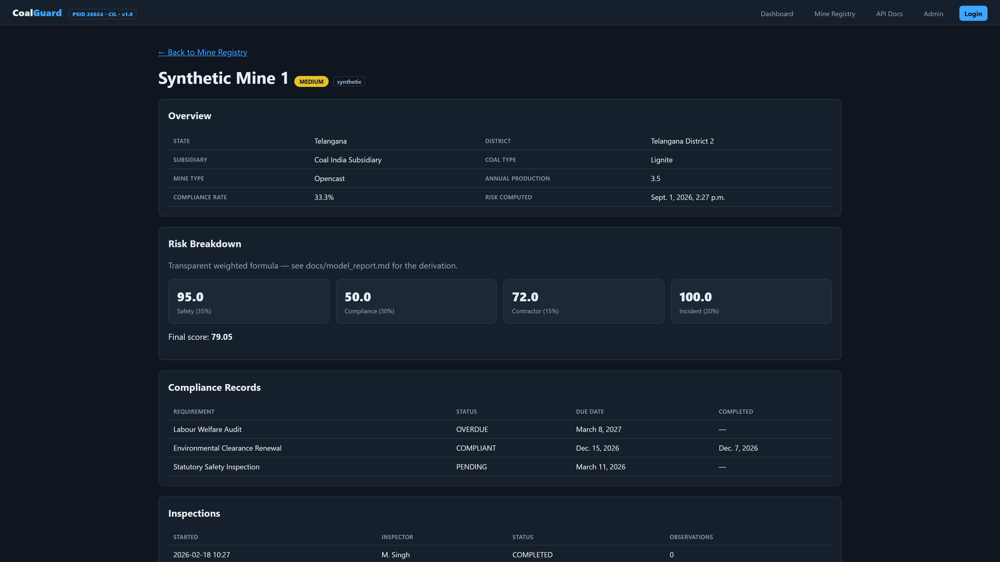 CoalGuard PSID 26024 · CIL · v1.0 Dashboard Mine Registry API Docs Admin Login
← Back to Mine Registry
Synthetic Mine 1 MEDIUM synthetic
Overview
STATE Telangana DISTRICT Telangana District 2
SUBSIDIARY Coal India Subsidiary COAL TYPE Lignite
MINE TYPE Opencast ANNUAL PRODUCTION 3.5
COMPLIANCE RATE 33.3% RISK COMPUTED Sept. 1, 2026, 2:27 p.m.
Risk Breakdown
Transparent weighted formula — see docs/model_report.md for the derivation.
95.0 50.0 72.0 100.0
Safety (35%) Compliance (30%) Contractor (15%) Incident (20%)
Final score: 79.05
Compliance Records
REQUIREMENT STATUS DUE DATE COMPLETED
Labour Welfare Audit OVERDUE March 8, 2027 —
Environmental Clearance Renewal COMPLIANT Dec. 15, 2026 Dec. 7, 2026
Statutory Safety Inspection PENDING March 11, 2026 —
Inspections
STARTED INSPECTOR STATUS OBSERVATIONS
2026-02-18 10:27 M. Singh COMPLETED 0